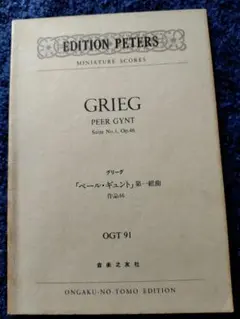 EDITION PETERS
MINIATURE SCORES
GRIEG
PEER GYNT
Suite No. 1, Op.46
グリーグ
「ペール・ギュント」第一組曲
作品46
OGT 91
音楽之友社
ONGAKU-NO-TOMO EDITION